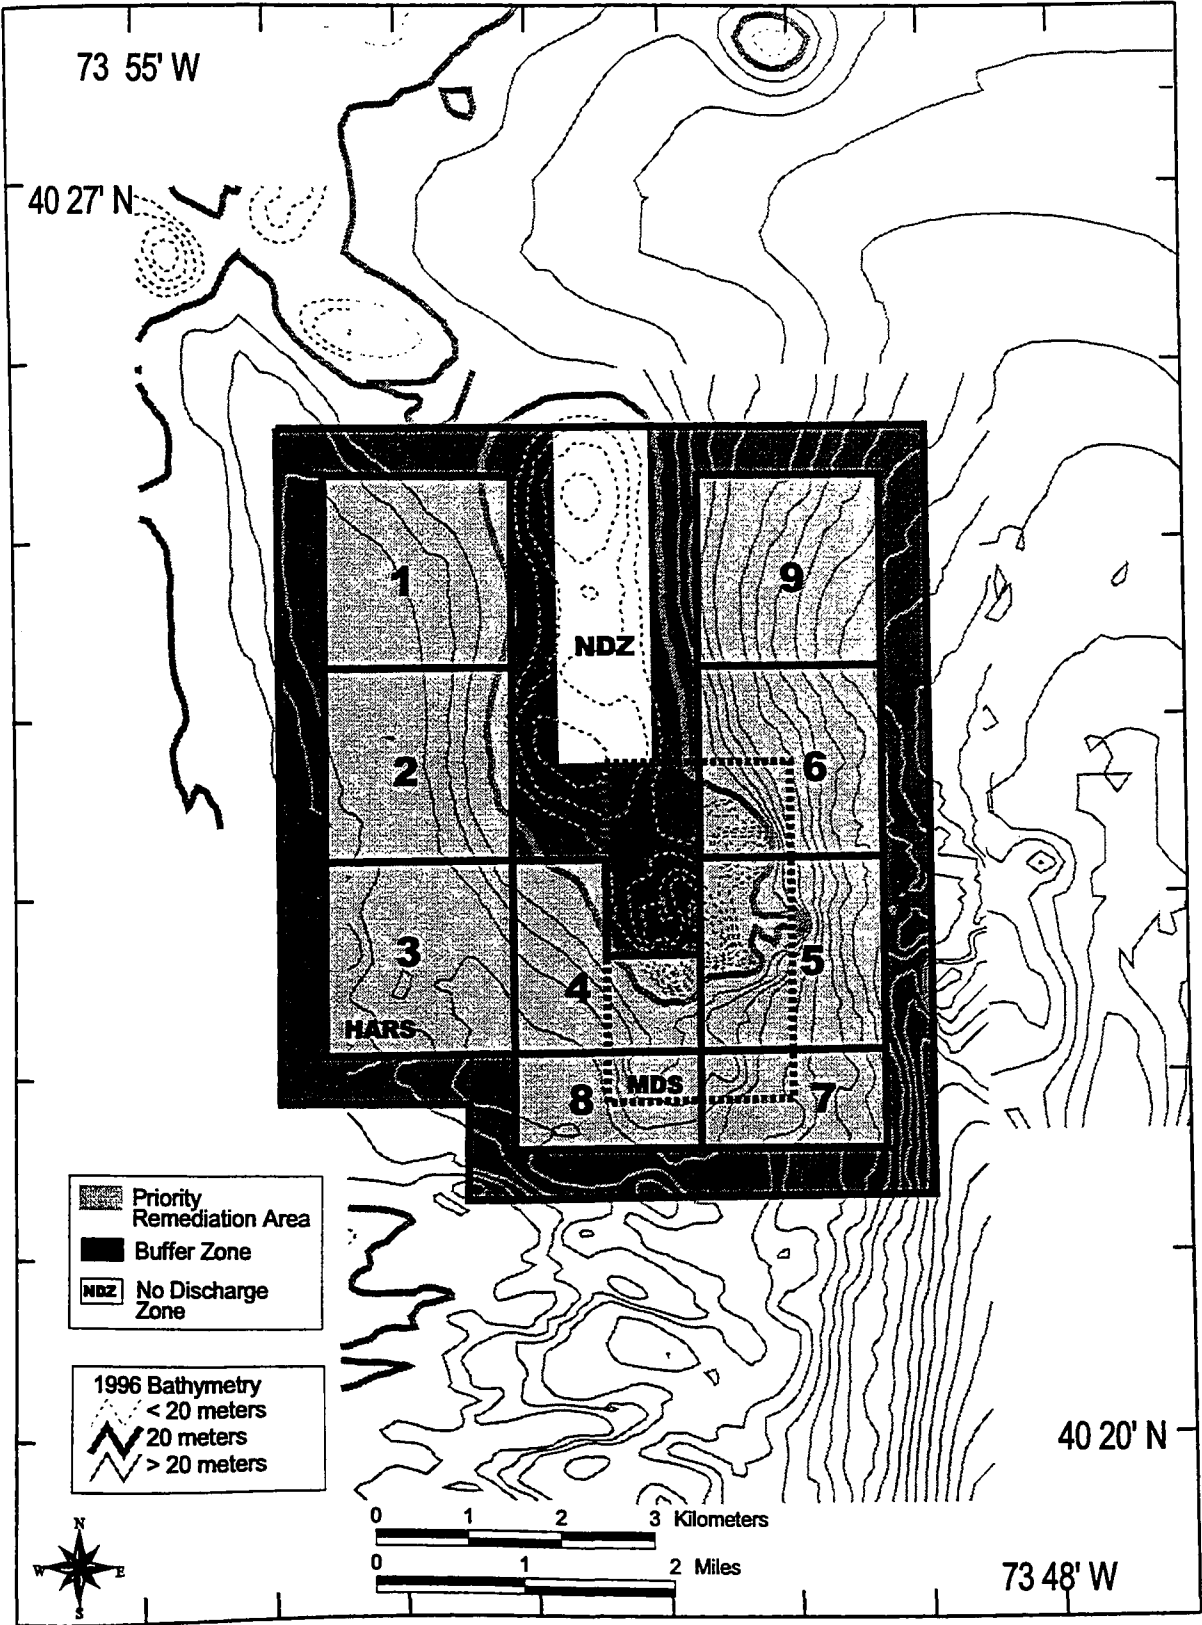 73 55' W
40 27' N
1
9
NDZ
2
6
3
5
4
HARS
MDS
8
7
Priority
Remediation Area
Buffer Zone
NDZ No Discharge
Zone
1996 Bathymetry
< 20 meters
20 meters
> 20 meters
40 20' N
0 1 2 3 Kilometers
0 1 2 Miles
N
W E
S
73 48' W